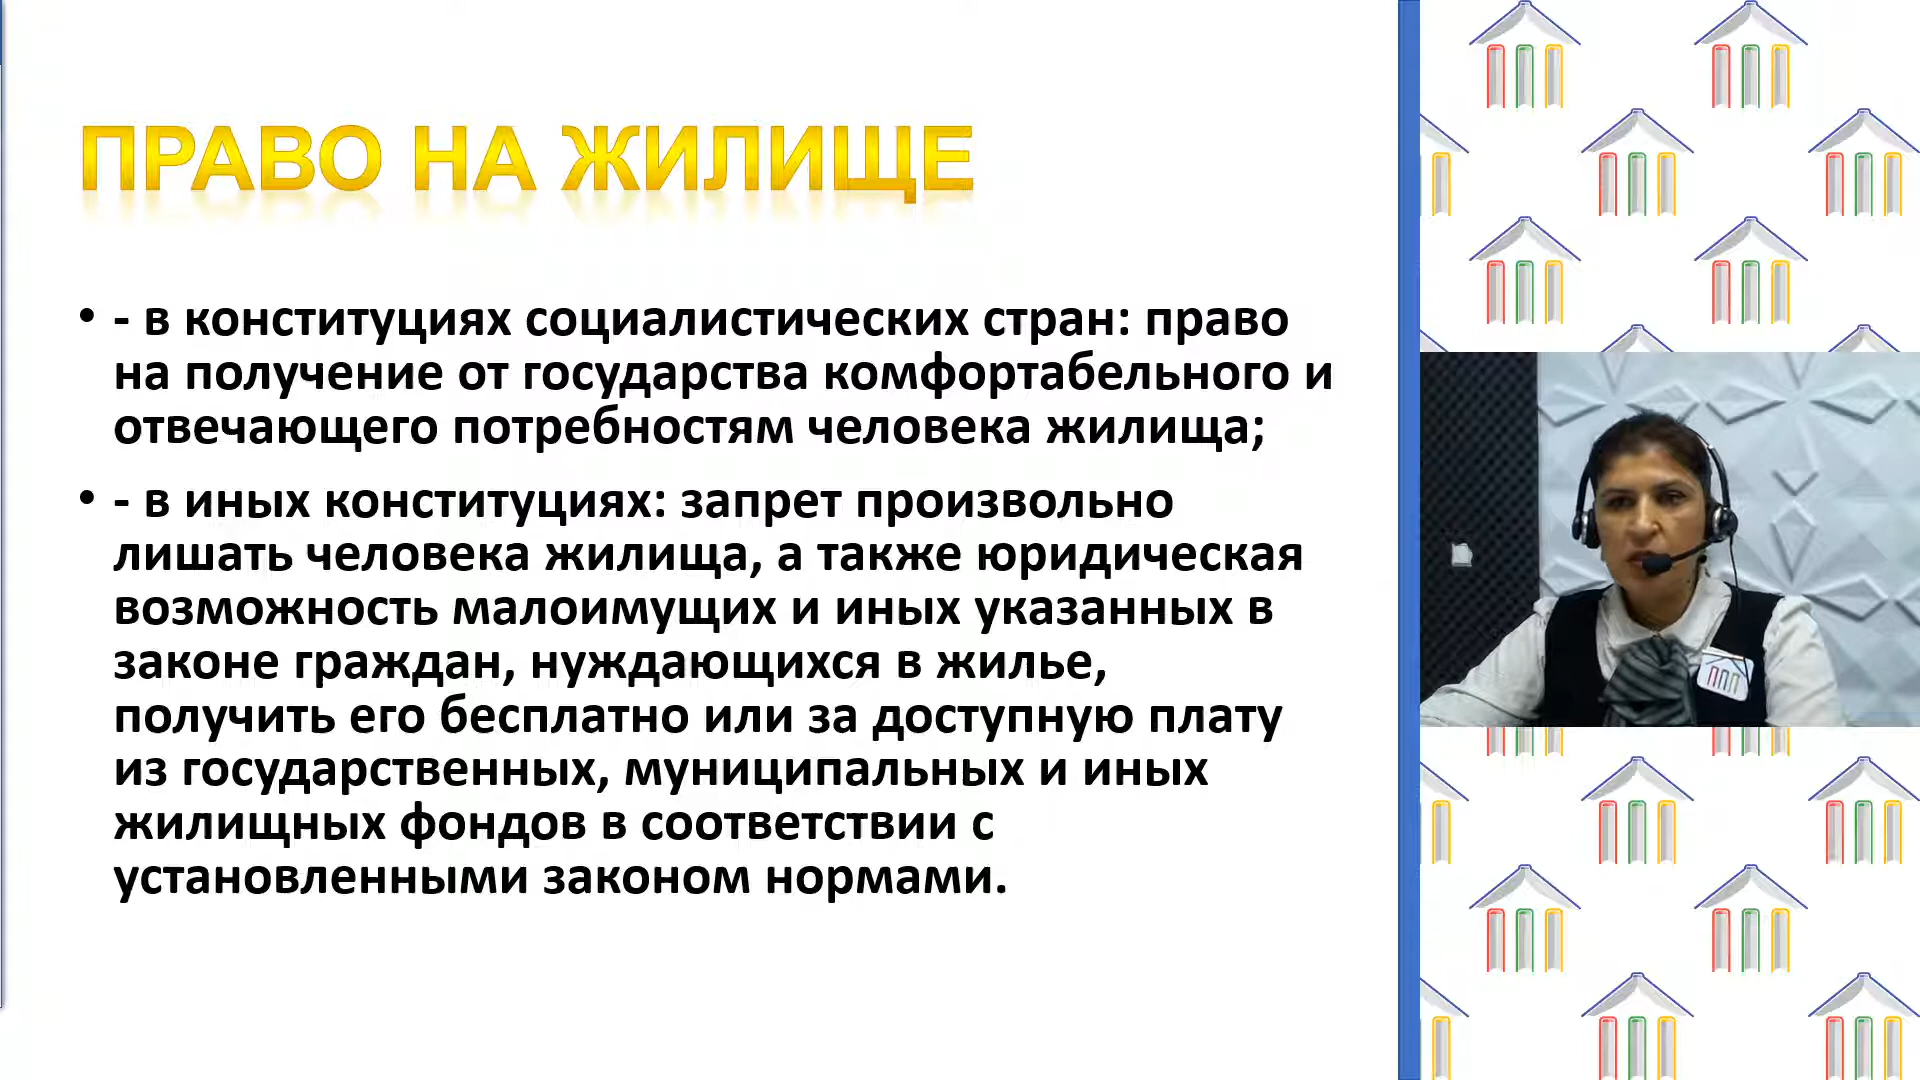 ПРАВО НА ЖИЛИЩЕ
• - в конституциях социалистических стран: право
на получение от государства комфортабельного и
отвечающего потребностям человека жилища;
• - в иных конституциях: запрет произвольно
лишать человека жилища, а также юридическая
возможность малоимущих и иных указанных в
законе граждан, нуждающихся в жилье,
получить его бесплатно или за доступную плату
из государственных, муниципальных и иных
жилищных фондов в соответствии с
установленными законом нормами.